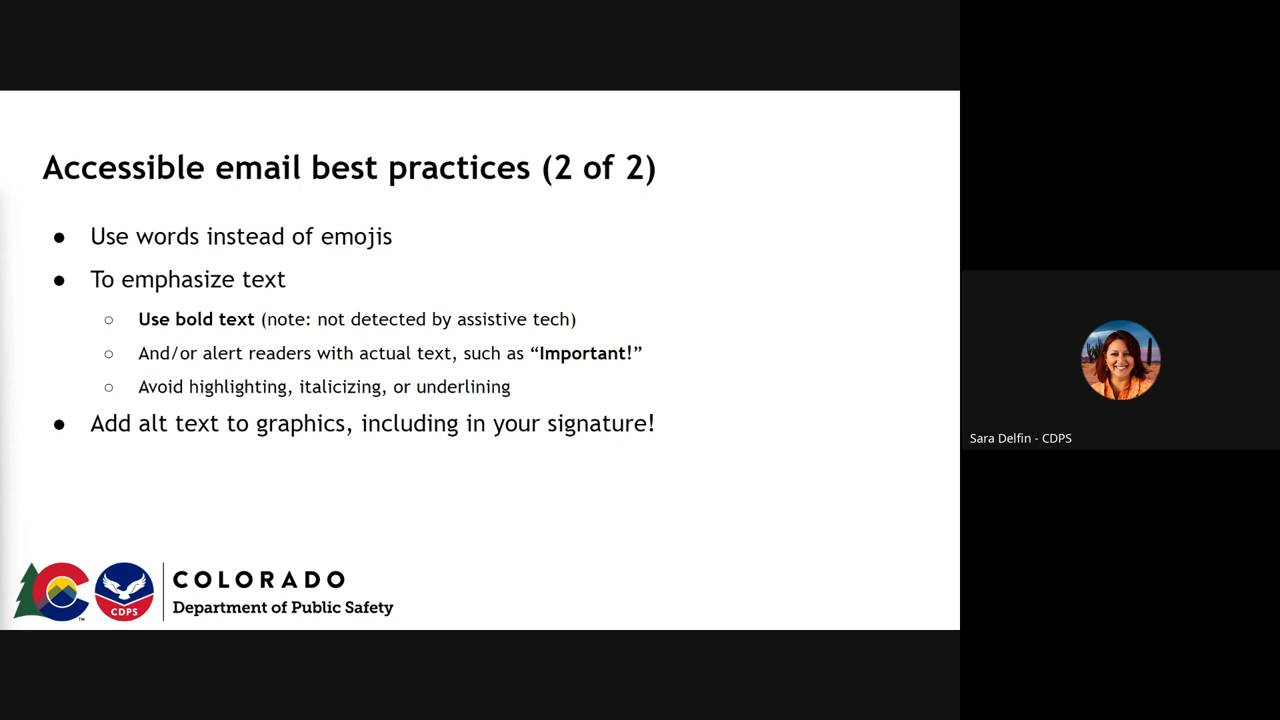 Accessible email best practices (2 of 2)
● Use words instead of emojis
● To emphasize text
○ Use bold text (note: not detected by assistive tech)
○ And/or alert readers with actual text, such as “Important!”
○ Avoid highlighting, italicizing, or underlining
● Add alt text to graphics, including in your signature!
Sara Delfin - CDPS
TM
CDPS
COLORADO
Department of Public Safety